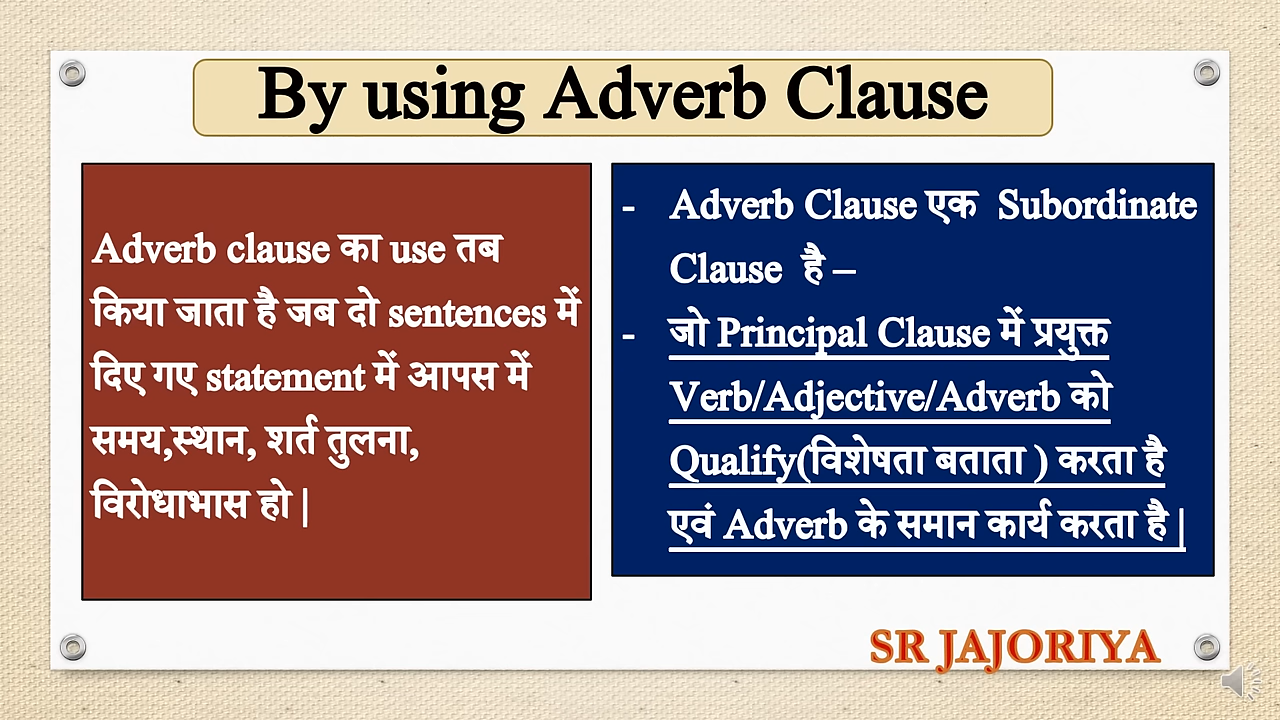 By using Adverb Clause
Adverb clause का use तब
किया जाता है जब दो sentences में
दिए गए statement में आपस में
समय,स्थान, शर्त तुलना,
विरोधाभास हो |
- Adverb Clause एक Subordinate
Clause है –
- जो Principal Clause में प्रयुक्त
Verb/Adjective/Adverb को
Qualify(विशेषता बताता ) करता है
एवं Adverb के समान कार्य करता है |
SR JAJORIYA